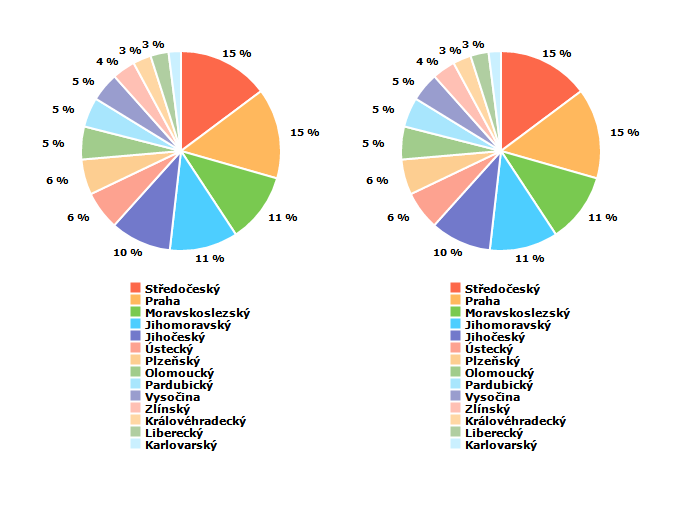 3 % 3 % 15 % 3 % 3 % 15 %
4 % 4 %
5 % 5 %
5 % 15 % 5 % 15 %
5 % 5 %
6 % 6 %
6 % 11 % 6 % 11 %
10 % 11 % 10 % 11 %
Středočeský Středočeský
Praha Praha
Moravskoslezský Moravskoslezský
Jihomoravský Jihomoravský
Jihočeský Jihočeský
Ústecký Ústecký
Plzeňský Plzeňský
Olomoucký Olomoucký
Pardubický Pardubický
Vysočina Vysočina
Zlínský Zlínský
Královéhradecký Královéhradecký
Liberecký Liberecký
Karlovarský Karlovarský